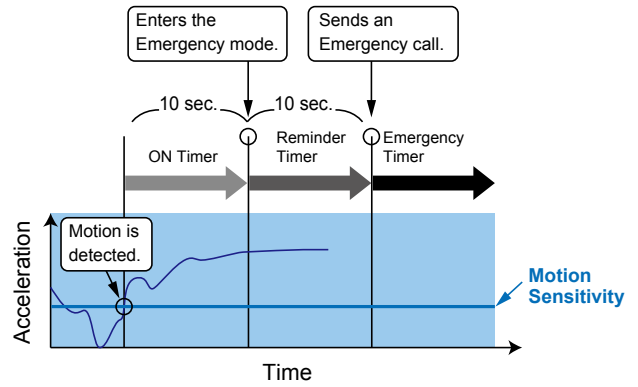 Enters the
Emergency mode.
Sends an
Emergency call.
10 sec.
10 sec.
ON Timer
Reminder
Timer
Emergency
Timer
Motion is
detected.
Acceleration
Motion
Sensitivity
Time